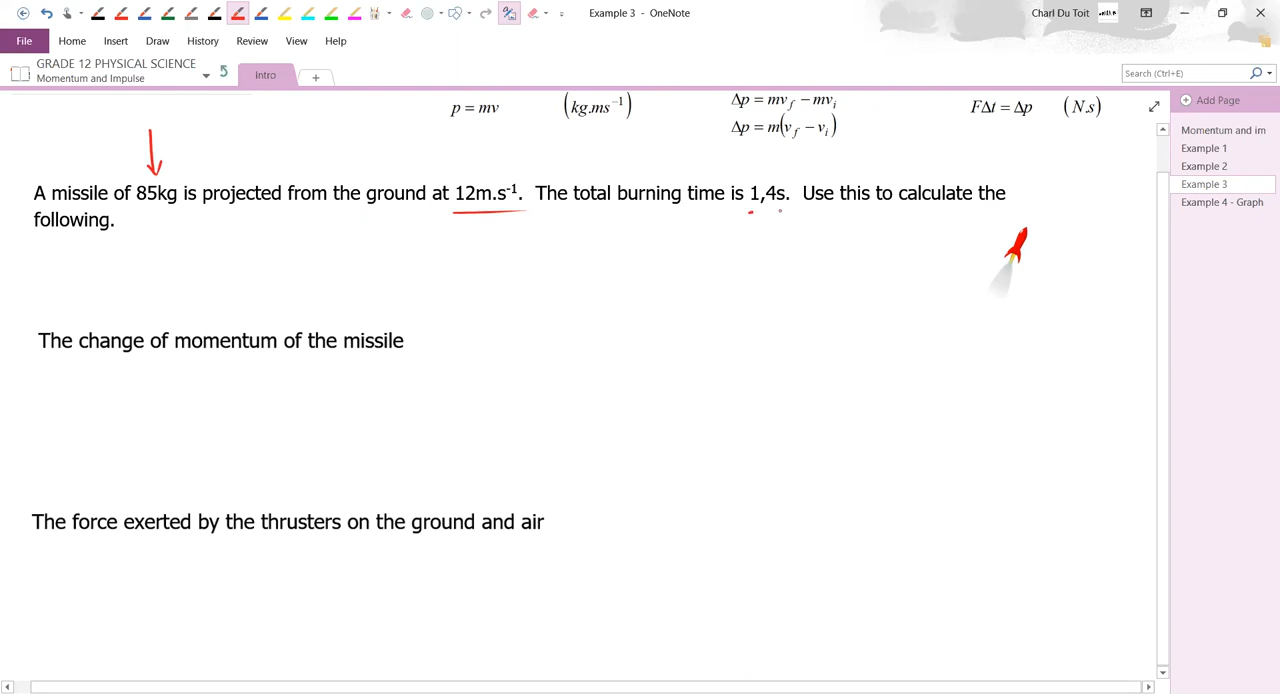 Example 3 - OneNote
Charl Du Toit
File Home Insert Draw History Review View Help
GRADE 12 PHYSICAL SCIENCE
Momentum and Impulse
Intro
+
Search (Ctrl+E)
Add Page
Momentum and im
Example 1
Example 2
Example 3
Example 4 - Graph
p = mv (kg.ms⁻¹) Δp = mv_f − mv_i FΔt = Δp (N.s)
Δp = m(v_f − v_i)
A missile of 85kg is projected from the ground at 12m.s⁻¹. The total burning time is 1,4s. Use this to calculate the
following.
The change of momentum of the missile
The force exerted by the thrusters on the ground and air